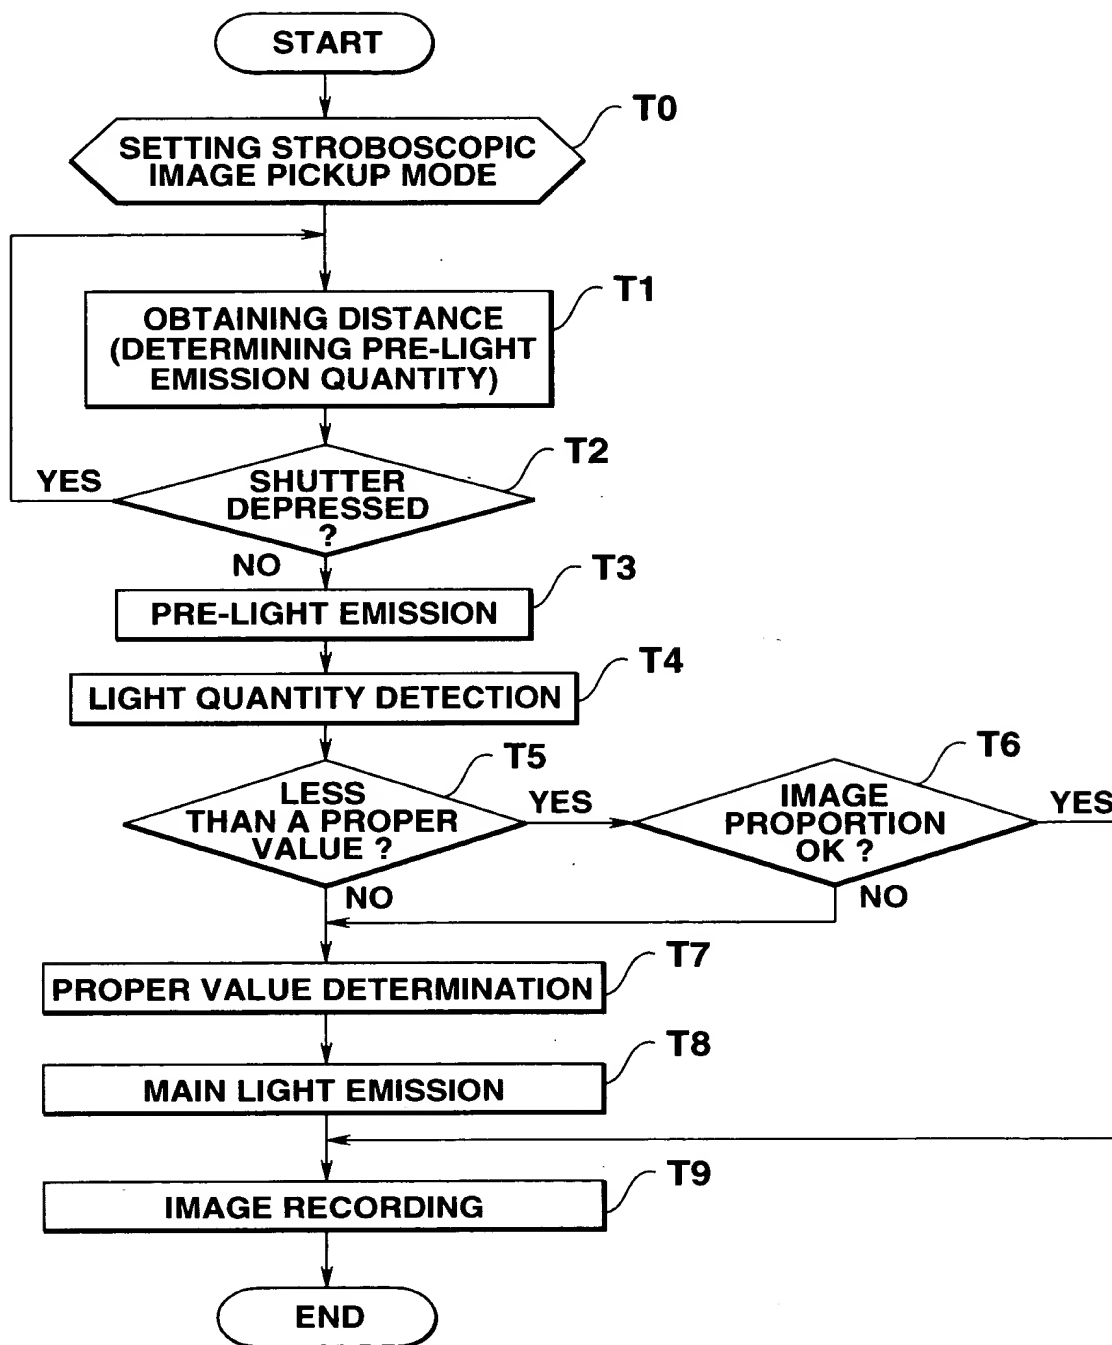 START
T0
SETTING STROBOSCOPIC
IMAGE PICKUP MODE
T1
OBTAINING DISTANCE
(DETERMINING PRE-LIGHT
EMISSION QUANTITY)
T2
YES
SHUTTER
DEPRESSED
?
NO
T3
PRE-LIGHT EMISSION
T4
LIGHT QUANTITY DETECTION
T5
LESS
THAN A PROPER
VALUE ?
YES
T6
IMAGE
PROPORTION
OK ?
YES
NO
NO
T7
PROPER VALUE DETERMINATION
T8
MAIN LIGHT EMISSION
T9
IMAGE RECORDING
END